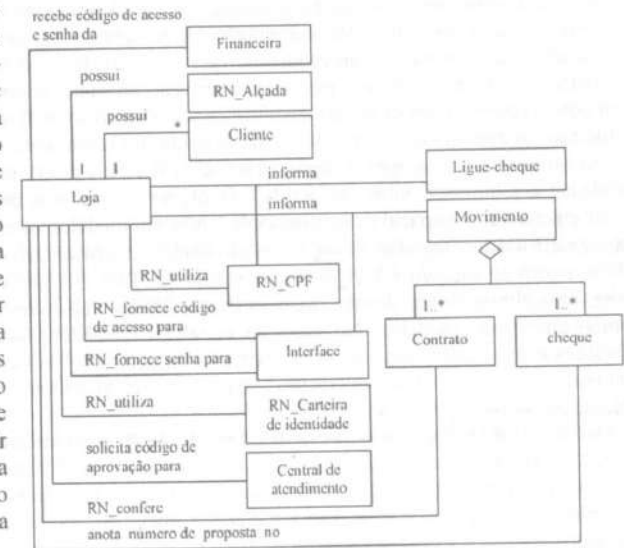 recebe código de acesso
e senha da
Financeira
possui
RN_Alçada
possui
*
Cliente
1
1
Loja
informa
informa
Ligue-cheque
Movimento
RN_utiliza
RN_CPF
RN_fornece código
de acesso para
1..*
1..*
Interface
Contrato
cheque
RN_fornece senha para
RN_utiliza
RN_Carteira
de identidade
solicita código de
aprovação para
Central de
atendimento
RN_confere
anota número de proposta no